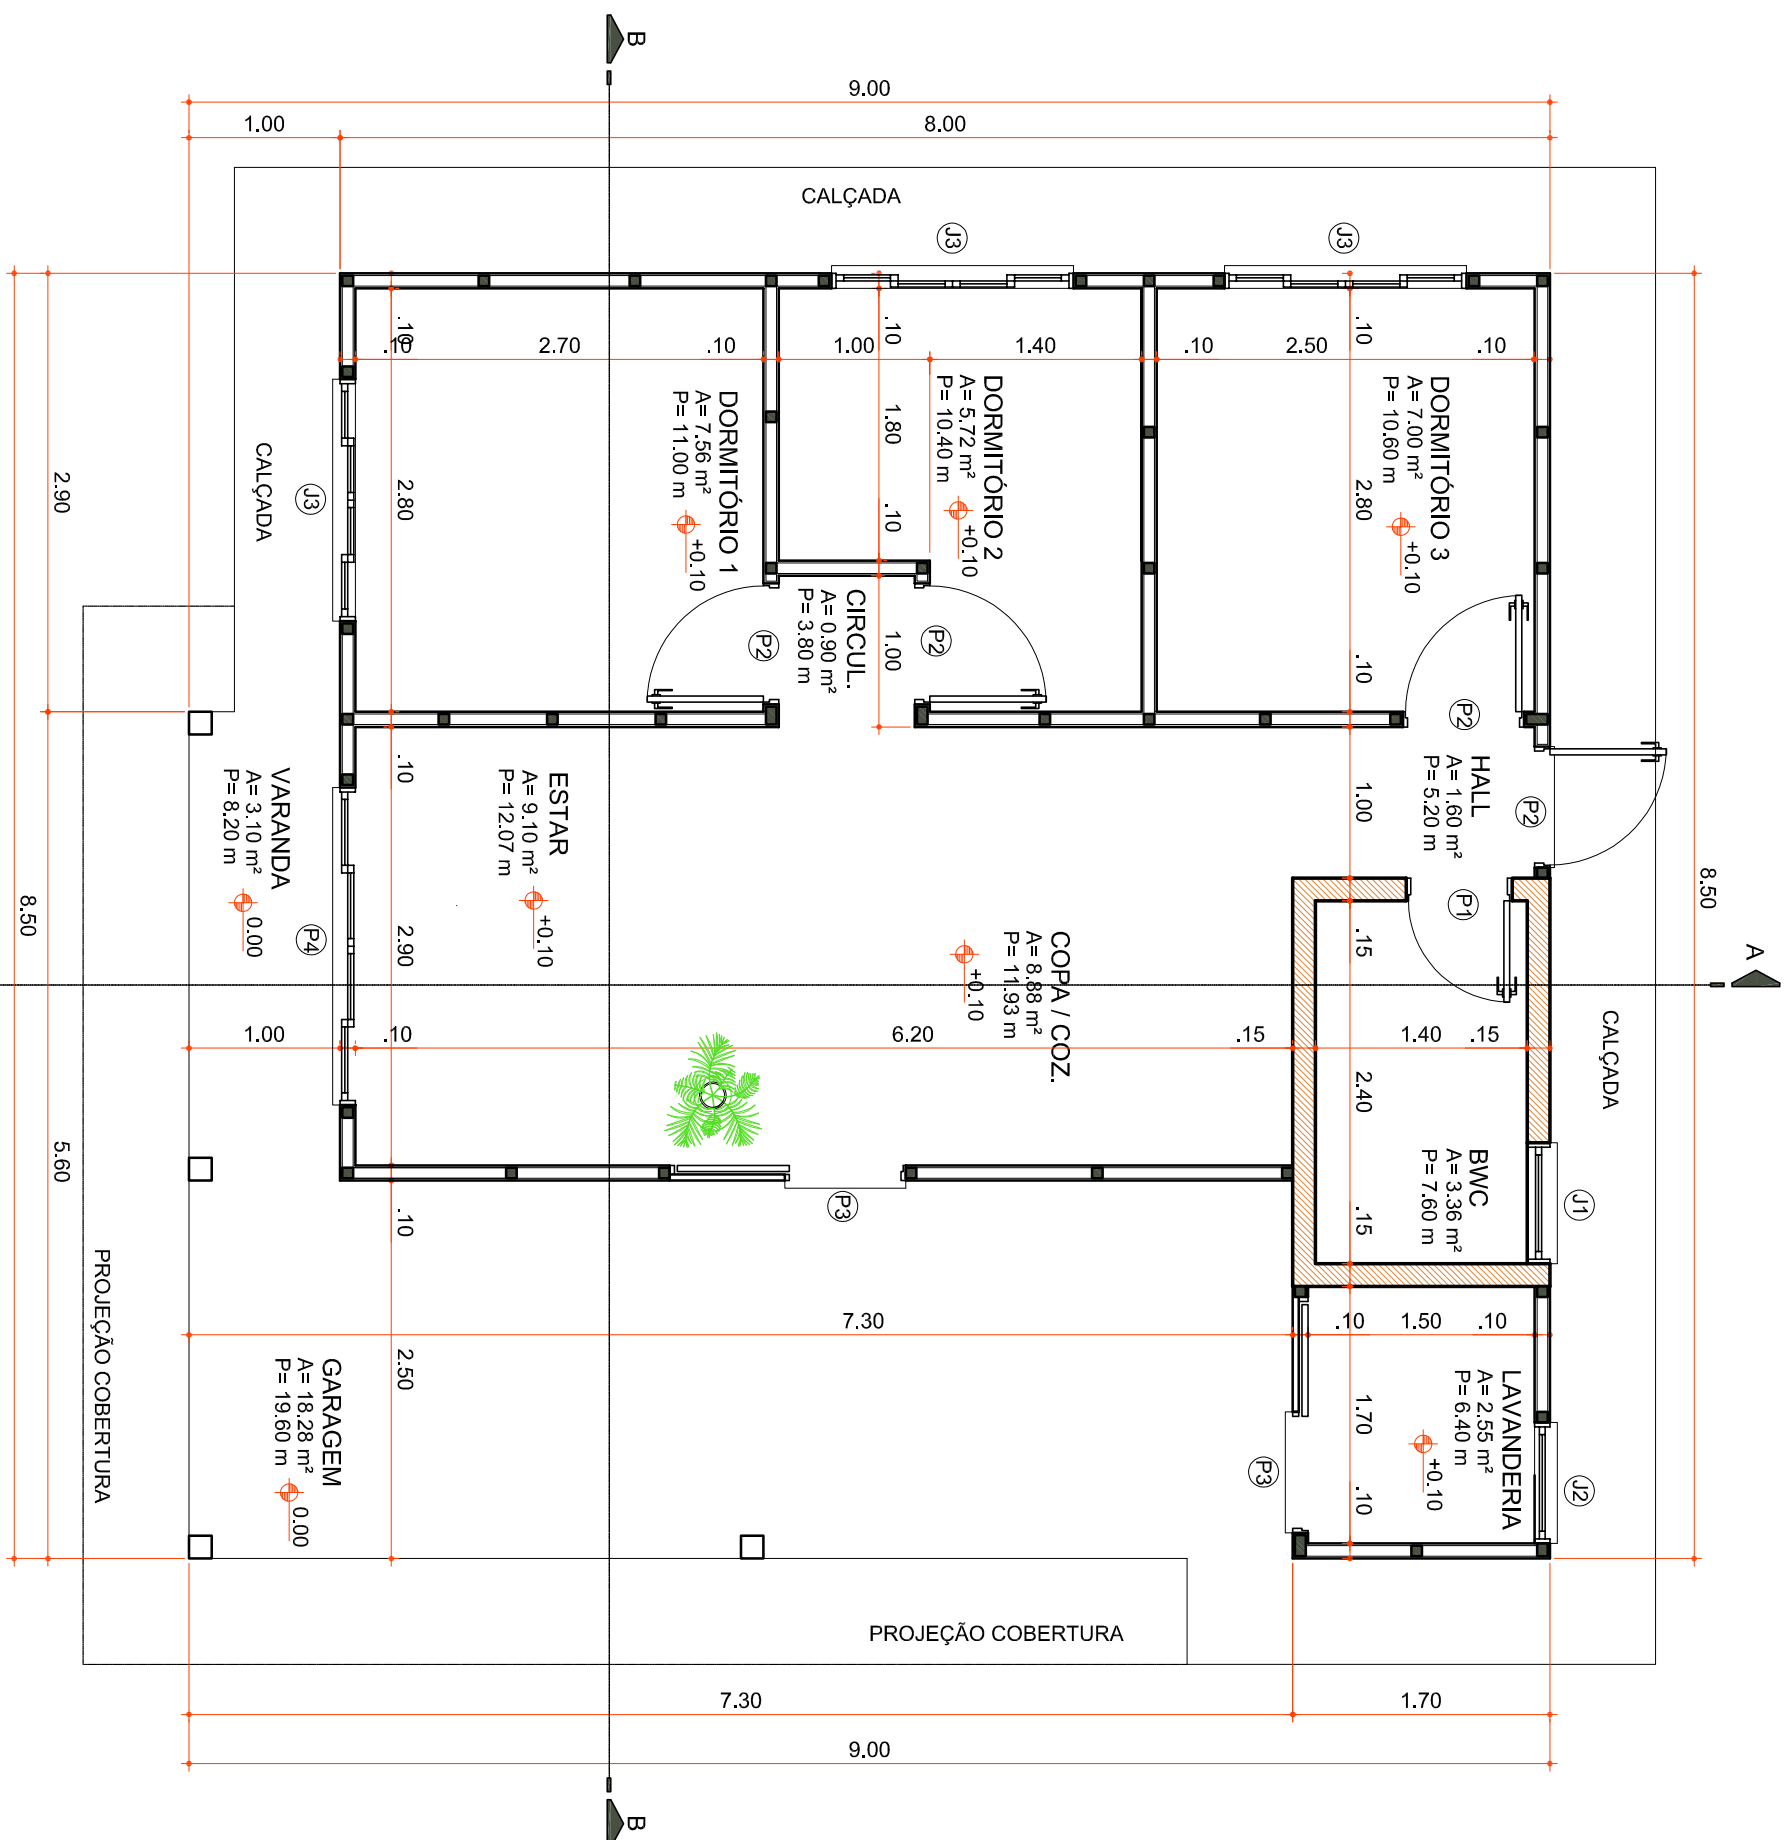 B
9.00
1.00
8.00
CALÇADA
J3
J3
.10
.10
2.70
.10
1.00
.10
1.40
.10
2.50
.10
.10
DORMITÓRIO 1
A= 7.56 m²
P= 11.00 m
+0.10
DORMITÓRIO 2
A= 5.72 m²
P= 10.40 m
+0.10
DORMITÓRIO 3
A= 7.00 m²
P= 10.60 m
+0.10
1.80
.10
2.80
2.80
.10
CALÇADA
J3
2.90
CIRCUL.
A= 0.90 m²
P= 3.80 m
1.00
P2
P2
P2
P2
HALL
A= 1.60 m²
P= 5.20 m
1.00
P1
VARANDA
A= 3.10 m²
P= 8.20 m
0.00
P4
ESTAR
A= 9.10 m²
P= 12.07 m
+0.10
.10
2.90
COPA / COZ.
A= 8.88 m²
P= 11.93 m
+0.10
.15
8.50
8.50
A
CALÇADA
1.00
.10
6.20
.15
1.40
.15
2.40
5.60
BWC
A= 3.36 m²
P= 7.60 m
.15
J1
P3
.10
PROJEÇÃO COBERTURA
7.30
.10
1.50
.10
2.50
GARAGEM
A= 18.28 m²
P= 19.60 m
0.00
LAVANDERIA
A= 2.55 m²
P= 6.40 m
+0.10
1.70
.10
P3
J2
PROJEÇÃO COBERTURA
7.30
1.70
9.00
B